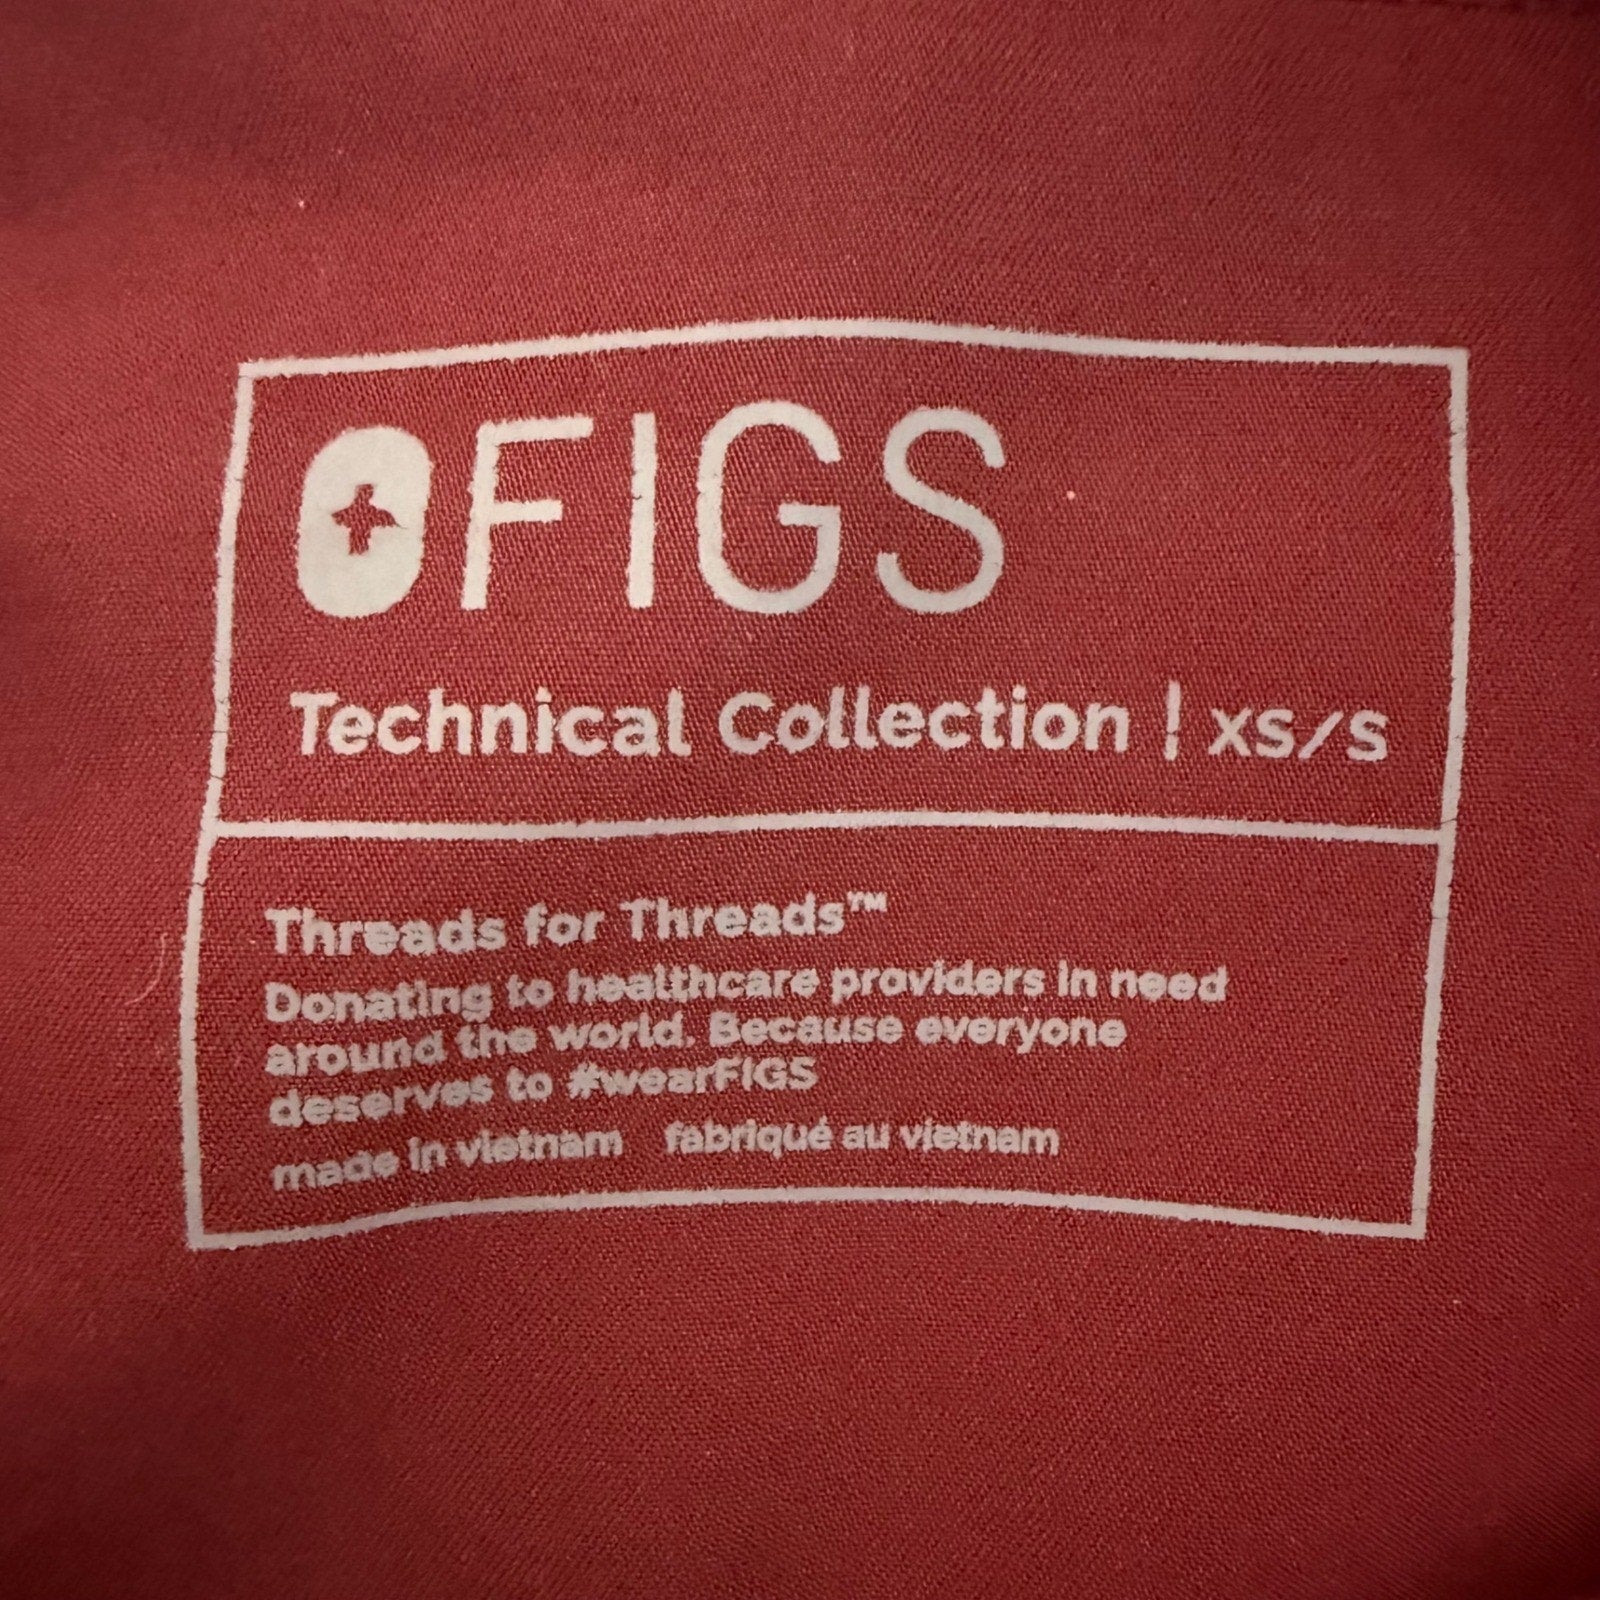 FIGS
Technical Collection | XS/S
Threads for Threads™
Donating to healthcare providers in need
around the world. Because everyone
deserves to #wearFIGS
made in vietnam fabriqué au vietnam